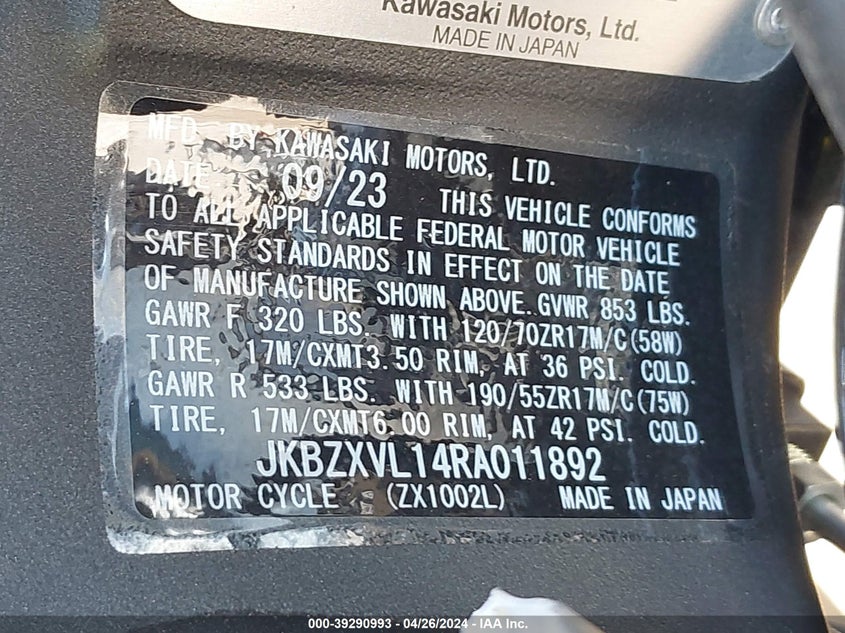 Kawasaki Motors, Ltd.
MADE IN JAPAN
MFD BY KAWASAKI MOTORS, LTD.
DATE 09/23 THIS VEHICLE CONFORMS
TO ALL APPLICABLE FEDERAL MOTOR VEHICLE
SAFETY STANDARDS IN EFFECT ON THE DATE
OF MANUFACTURE SHOWN ABOVE. GVWR 853 LBS.
GAWR F 320 LBS. WITH 120/70ZR17M/C(58W)
TIRE, 17M/CXMT3.50 RIM, AT 36 PSI. COLD.
GAWR R 533 LBS. WITH 190/55ZR17M/C(75W)
TIRE, 17M/CXMT6.00 RIM, AT 42 PSI. COLD.
JKBZXVL14RA011892
MOTOR CYCLE (ZX1002L) MADE IN JAPAN
000-39290993 - 04/26/2024 - IAA Inc.